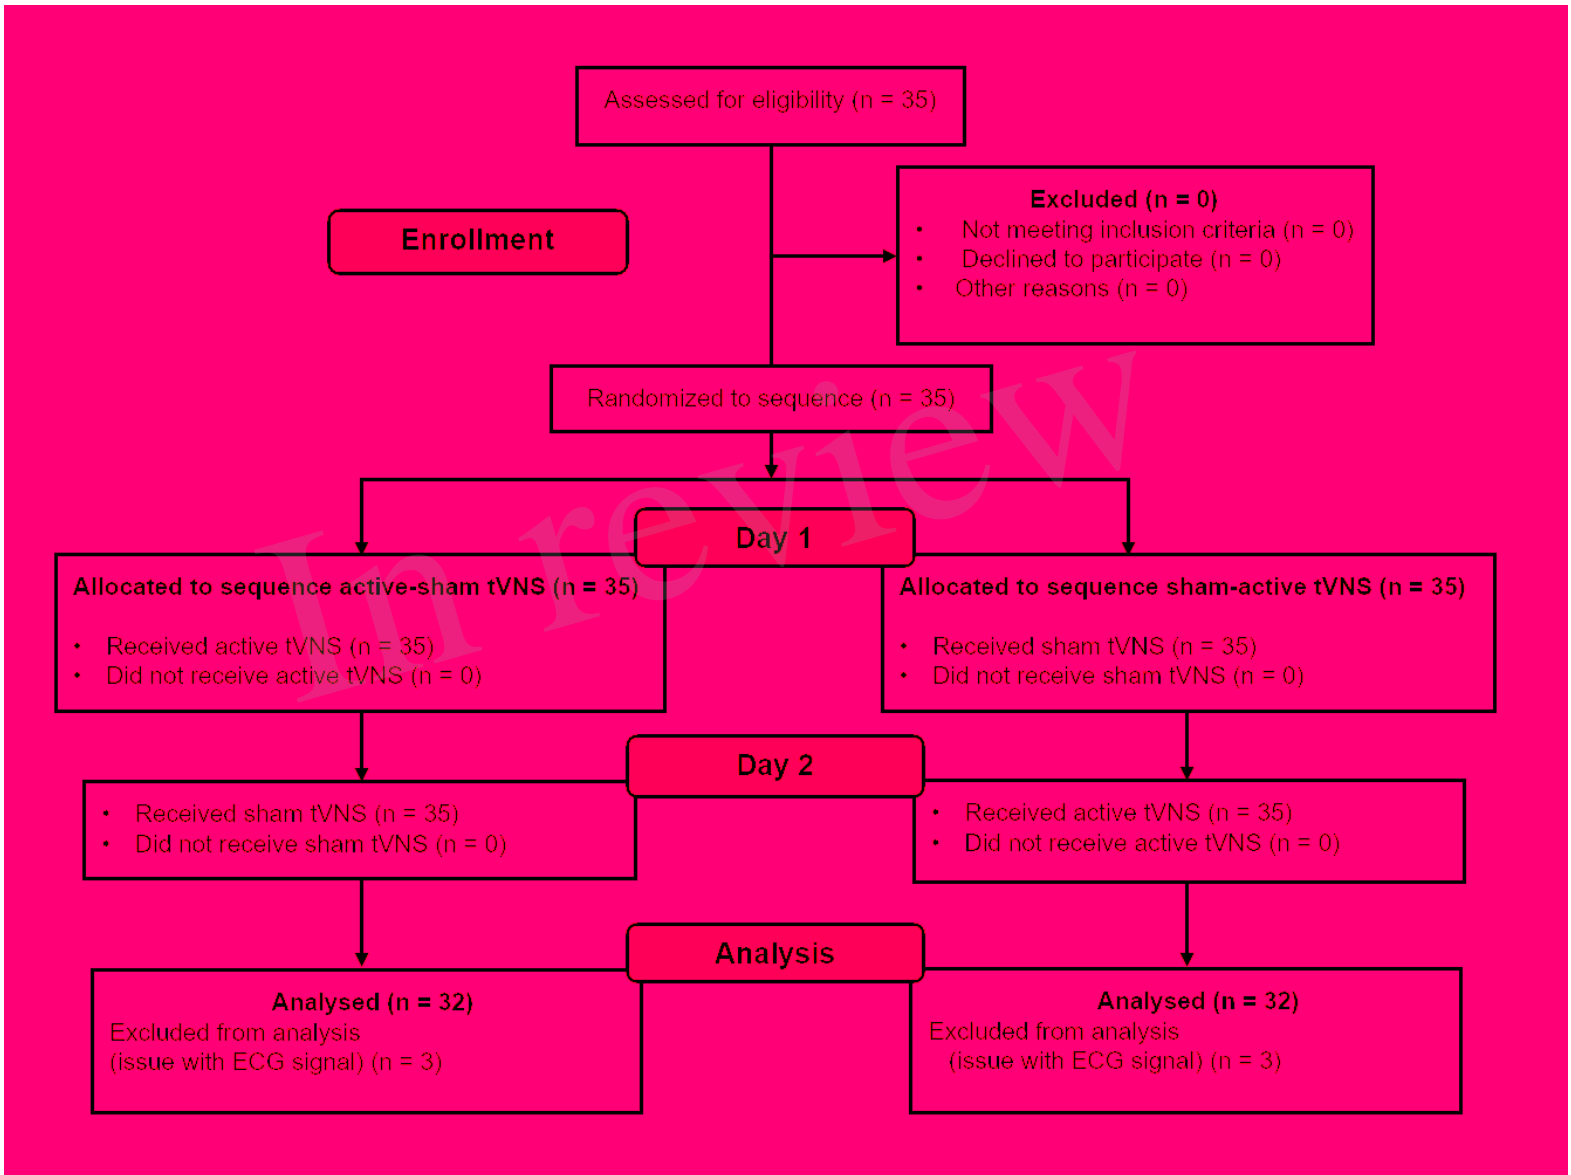 Assessed for eligibility (n = 35)
Enrollment
Excluded (n = 0)
• Not meeting inclusion criteria (n = 0)
• Declined to participate (n = 0)
• Other reasons (n = 0)
Randomized to sequence (n = 35)
Day 1
Allocated to sequence active-sham tVNS (n = 35)
• Received active tVNS (n = 35)
• Did not receive active tVNS (n = 0)
Allocated to sequence sham-active tVNS (n = 35)
• Received sham tVNS (n = 35)
• Did not receive sham tVNS (n = 0)
Day 2
• Received sham tVNS (n = 35)
• Did not receive sham tVNS (n = 0)
• Received active tVNS (n = 35)
• Did not receive active tVNS (n = 0)
Analysis
Analysed (n = 32)
Excluded from analysis
(issue with ECG signal) (n = 3)
Analysed (n = 32)
Excluded from analysis
(issue with ECG signal) (n = 3)
In review